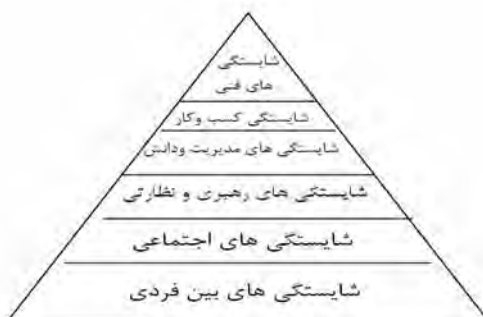 شایستگی
های فنی
شایستگی کسب وکار
شایستگی های مدیریت ودانش
شایستگی های رهبری و نظارتی
شایستگی های اجتماعی
شایستگی های بین فردی